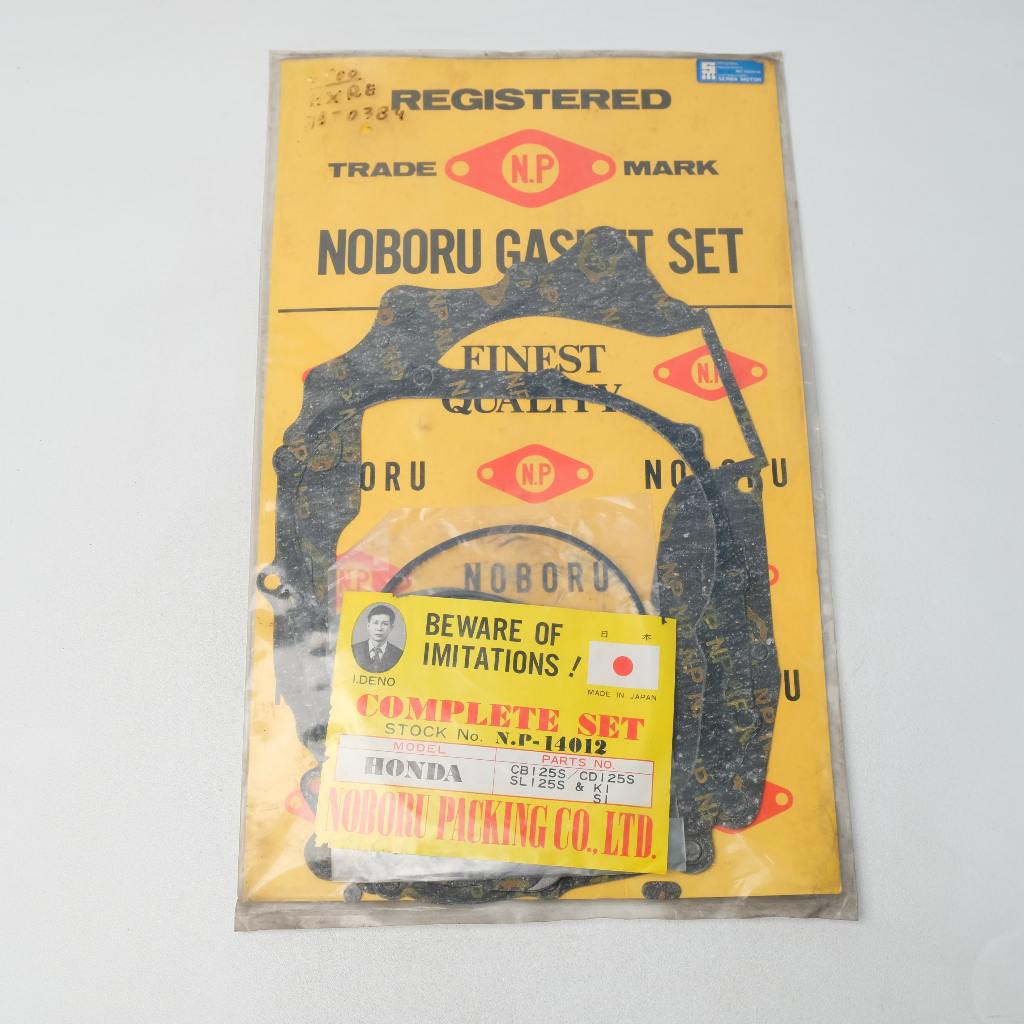 REGISTERED
TRADE N.P MARK
NOBORU GASKET SET
FINEST
QUALITY
N.P
NOBORU
N.P
NOBORU
NOBORU
BEWARE OF
IMITATIONS!
I.DENO
日本
MADE IN JAPAN
COMPLETE SET
STOCK No. N.P-14012
MODEL
PARTS NO.
HONDA
CB125S/CD125S
SL125S & K1
S1
NOBORU PACKING CO., LTD.